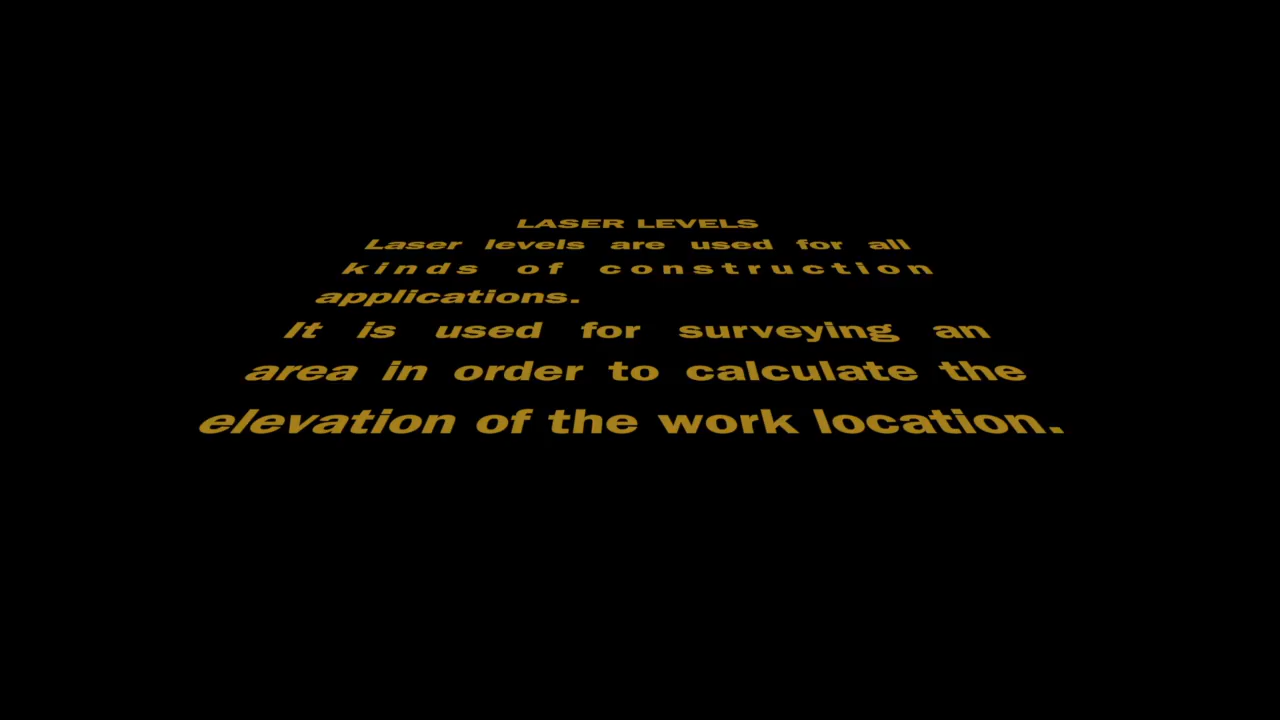 LASER LEVELS
Laser levels are used for all
kinds of construction
applications.
It is used for surveying an
area in order to calculate the
elevation of the work location.